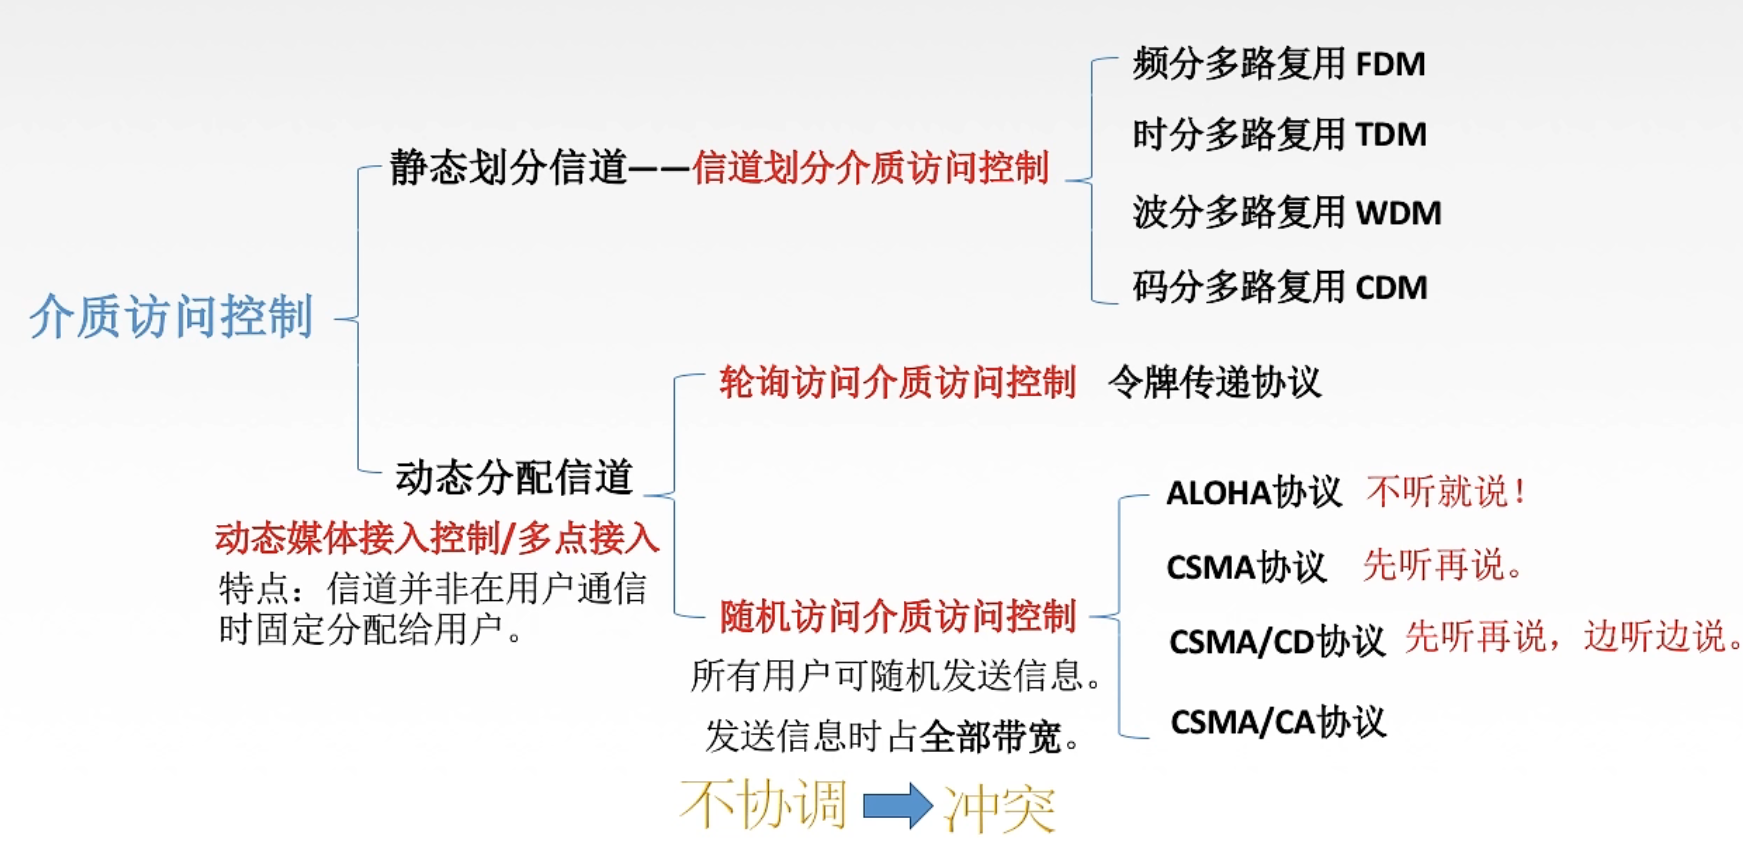 频分多路复用 FDM
时分多路复用 TDM
静态划分信道——信道划分介质访问控制
波分多路复用 WDM
码分多路复用 CDM
介质访问控制
轮询访问介质访问控制 令牌传递协议
动态分配信道
动态媒体接入控制/多点接入
特点：信道并非在用户通信
时固定分配给用户。
ALOHA协议 不听就说！
CSMA协议 先听再说。
随机访问介质访问控制
CSMA/CD协议 先听再说，边听边说。
所有用户可随机发送信息。
发送信息时占全部带宽。
CSMA/CA协议
不协调 冲突